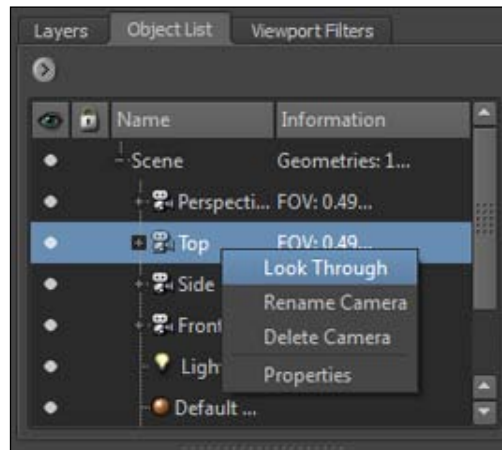 Layers Object List Viewport Filters
Name Information
Scene Geometries: 1...
Perspecti... FOV: 0.49...
Top FOV: 0.49...
Look Through
Side
Rename Camera
Front
Delete Camera
Ligh
Properties
Default ...